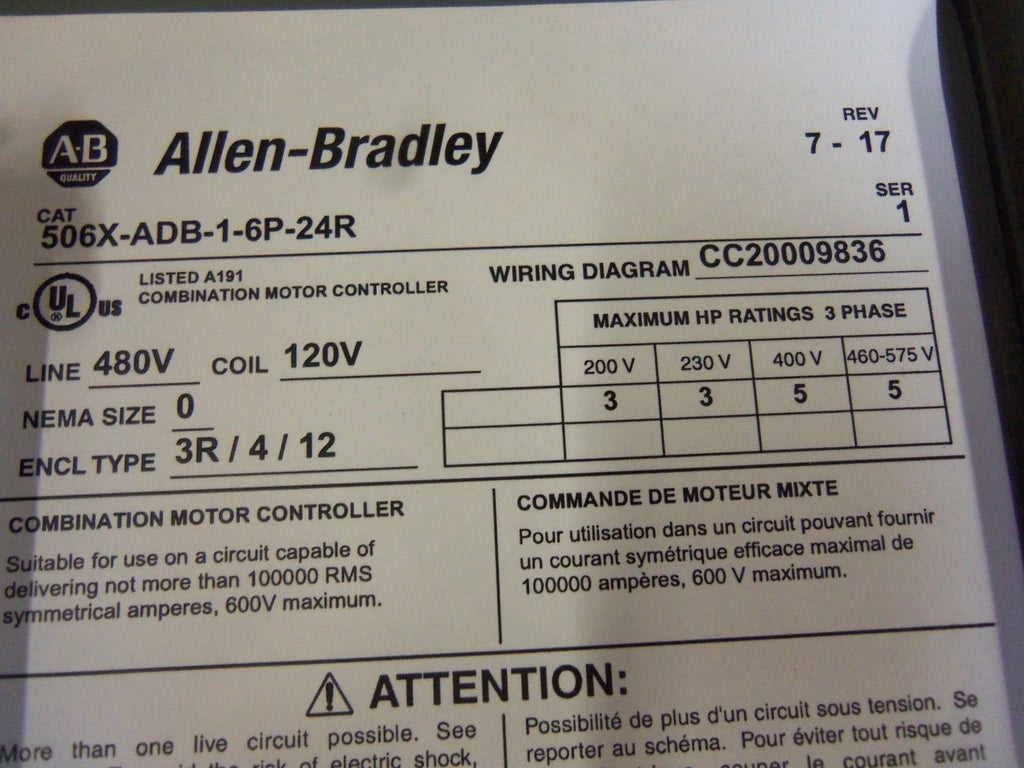 A-B
QUALITY
Allen-Bradley
REV
7 - 17
CAT
506X-ADB-1-6P-24R
SER
1
C UL ® US
LISTED A191
COMBINATION MOTOR CONTROLLER
WIRING DIAGRAM CC20009836
LINE 480V COIL 120V
NEMA SIZE 0
ENCL TYPE 3R / 4 / 12
MAXIMUM HP RATINGS 3 PHASE
200 V 230 V 400 V 460-575 V
3 3 5 5
COMBINATION MOTOR CONTROLLER
Suitable for use on a circuit capable of
delivering not more than 100000 RMS
symmetrical amperes, 600V maximum.
COMMANDE DE MOTEUR MIXTE
Pour utilisation dans un circuit pouvant fournir
un courant symétrique efficace maximal de
100000 ampères, 600 V maximum.
ATTENTION:
More than one live circuit possible. See
the risk of electric shock,
Possibilité de plus d'un circuit sous tension. Se
reporter au schéma. Pour éviter tout risque de
couper le courant avant